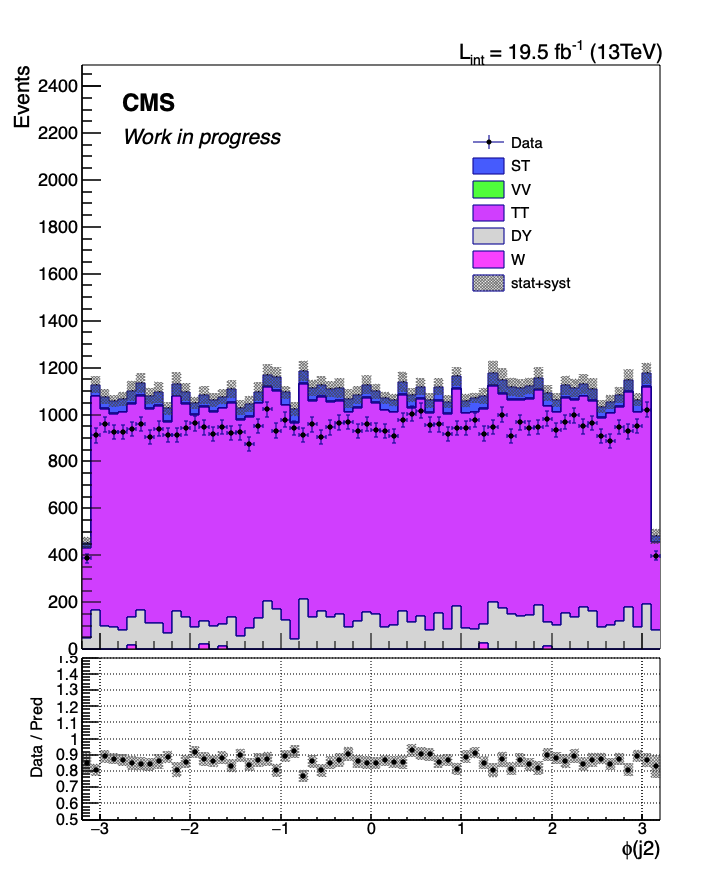 L_int = 19.5 fb⁻¹ (13TeV)
Events
2400
2200
2000
1800
1600
1400
1200
1000
800
600
400
200
0
CMS
Work in progress
Data
ST
VV
TT
DY
W
stat+syst
Data / Pred
1.5
1.4
1.3
1.2
1.1
1
0.9
0.8
0.7
0.6
0.5
−3 −2 −1 0 1 2 3
ϕ(j2)